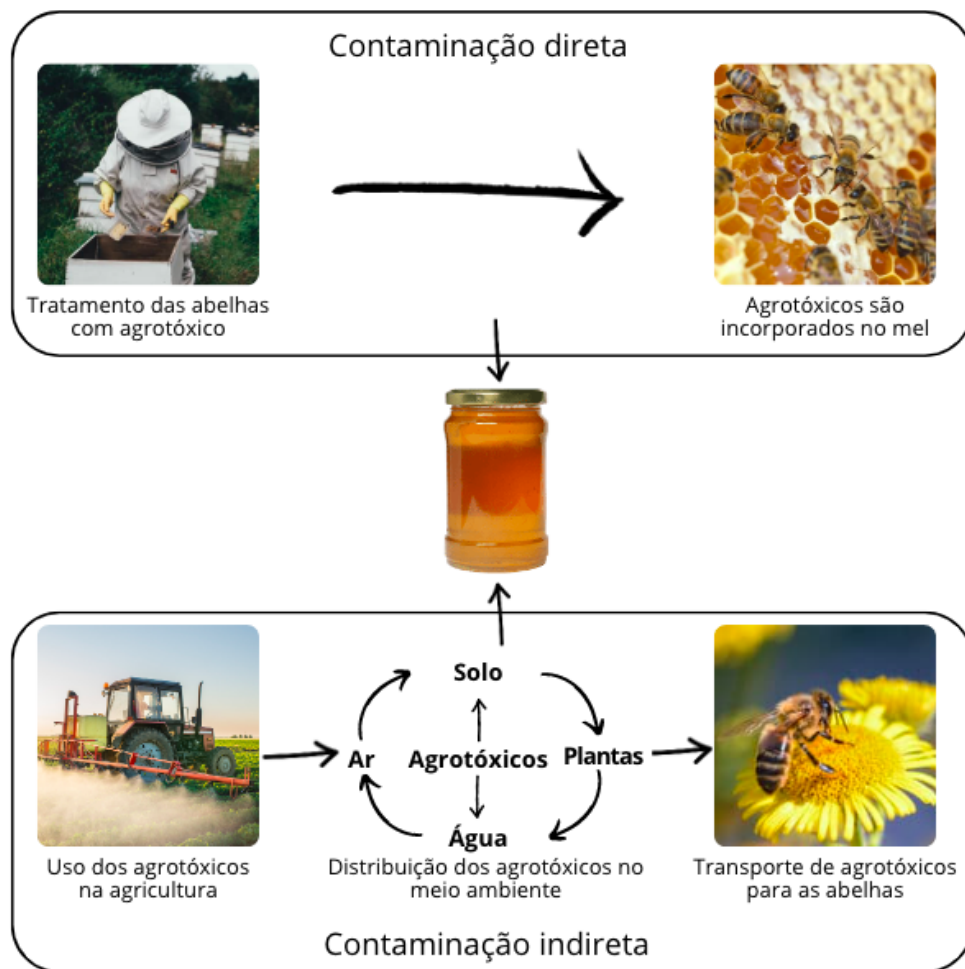 Contaminação direta
Tratamento das abelhas
com agrotóxico
Agrotóxicos são
incorporados no mel
Solo
Ar
Agrotóxicos
Plantas
Água
Uso dos agrotóxicos
na agricultura
Distribuição dos agrotóxicos no
meio ambiente
Transporte de agrotóxicos
para as abelhas
Contaminação indireta